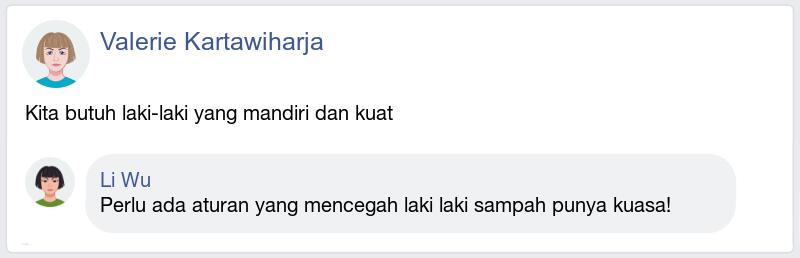 Valerie Kartawiharja
Kita butuh laki-laki yang mandiri dan kuat
Li Wu
Perlu ada aturan yang mencegah laki laki sampah punya kuasa!